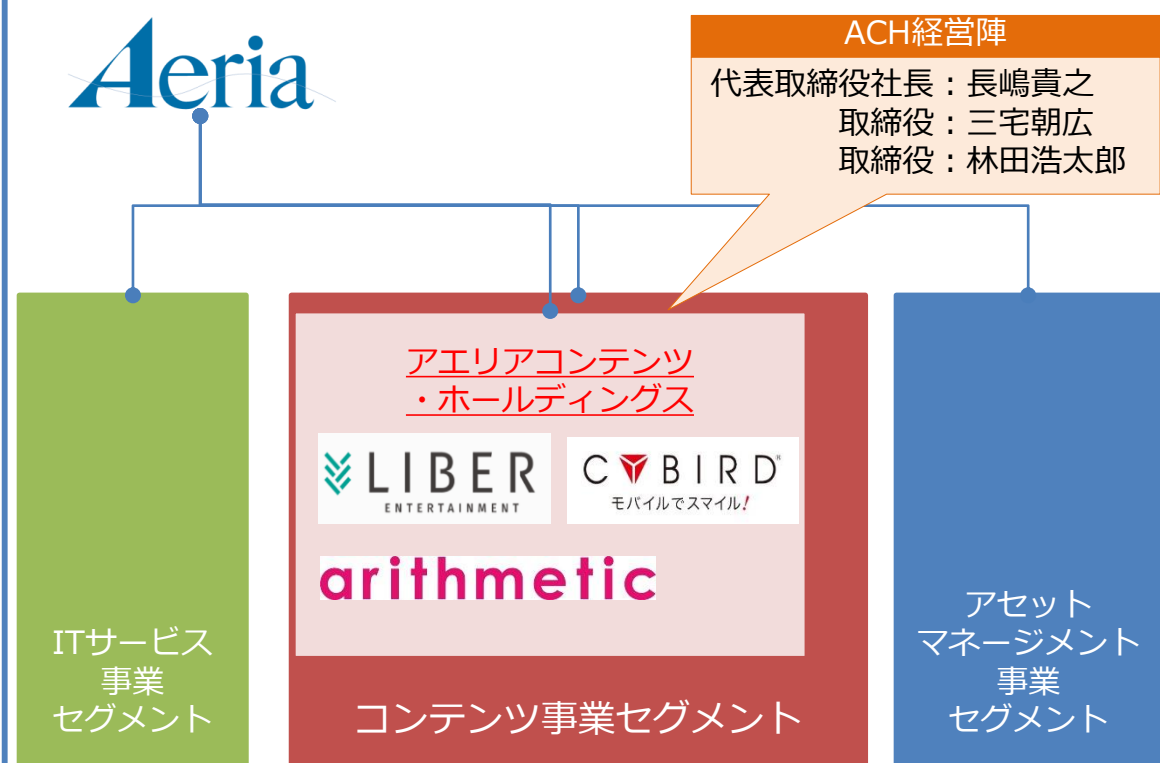 Aeria
ACH経営陣
代表取締役社長：長嶋貴之
取締役：三宅朝広
取締役：林田浩太郎
アエリアコンテンツ
・ホールディングス
LIBER
ENTERTAINMENT
CYBIRD
モバイルでスマイル！
arithmetic
ITサービス
事業
セグメント
コンテンツ事業セグメント
アセット
マネージメント
事業
セグメント